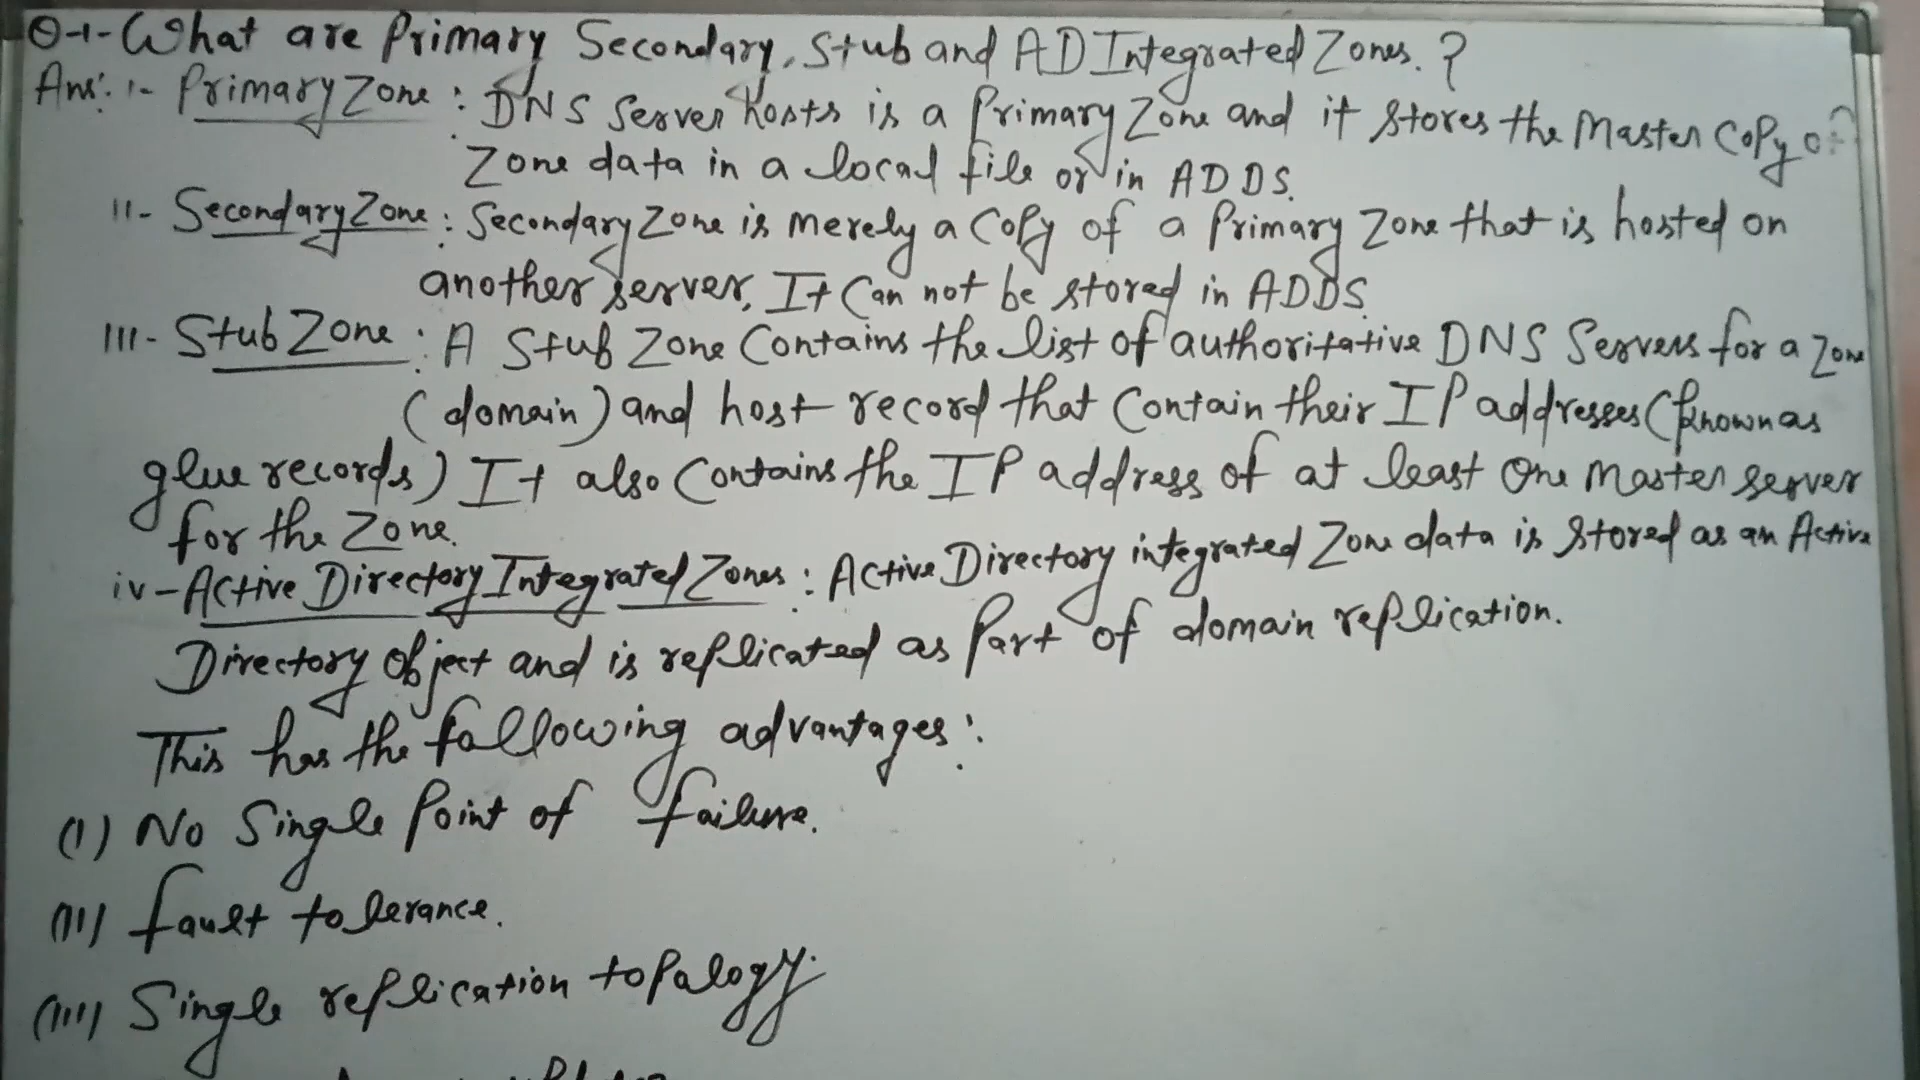 Q-1- What are Primary Secondary, Stub and AD Integrated Zones. ?
Ans: 1- Primary Zone : DNS Server hosts is a Primary Zone and it stores the Master Copy of
Zone data in a local file or in ADDS.
11- Secondary Zone : Secondary Zone is merely a Copy of a Primary Zone that is hosted on
another server, It Can not be stored in ADDS.
111- Stub Zone : A Stub Zone Contains the list of authoritative DNS Servers for a Zone
(domain) and host record that Contain their IP addresses (known as
glue records) It also Contains the IP address of at least One Master server
for the Zone.
iv- Active Directory Integrated Zones : Active Directory integrated Zone data is stored as an Active
Directory Object and is replicated as Part of domain replication.
This has the following advantages :
(I) No Single Point of failure.
(II) fault tolerance.
(III) Single replication topalogy.